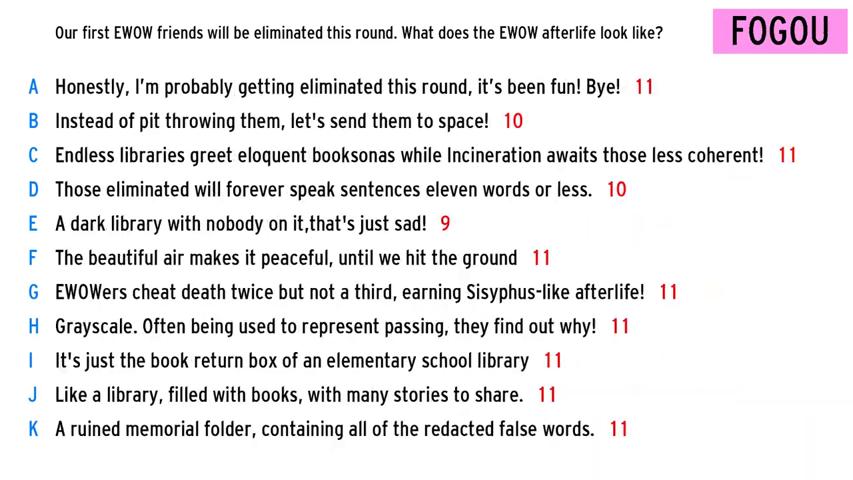 Our first EWOW friends will be eliminated this round. What does the EWOW afterlife look like?
FOGOU
A Honestly, I'm probably getting eliminated this round, it's been fun! Bye! 11
B Instead of pit throwing them, let's send them to space! 10
C Endless libraries greet eloquent booksonas while Incineration awaits those less coherent! 11
D Those eliminated will forever speak sentences eleven words or less. 10
E A dark library with nobody on it,that's just sad! 9
F The beautiful air makes it peaceful, until we hit the ground 11
G EWOWers cheat death twice but not a third, earning Sisyphus-like afterlife! 11
H Grayscale. Often being used to represent passing, they find out why! 11
I It's just the book return box of an elementary school library 11
J Like a library, filled with books, with many stories to share. 11
K A ruined memorial folder, containing all of the redacted false words. 11